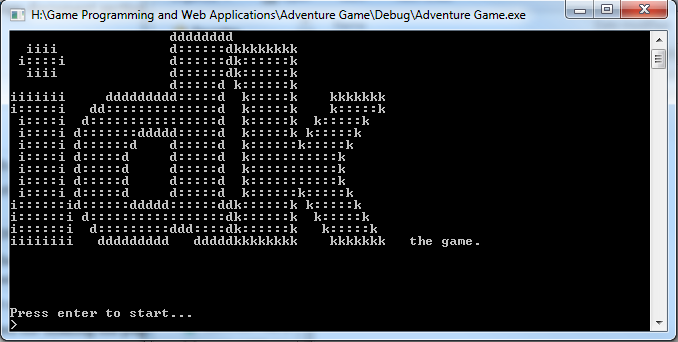 dddddddd
  iiii              d::::::dkkkkkkkk
 i::::i             d::::::dk::::::k
  iiii              d::::::dk::::::k
                    d:::::d k::::::k
iiiiiii     ddddddddd:::::d  k:::::k    kkkkkkk
i:::::i   dd::::::::::::::d  k:::::k   k:::::k
 i::::i  d::::::::::::::::d  k:::::k  k:::::k
 i::::i d:::::::ddddd:::::d  k:::::k k:::::k
 i::::i d::::::d    d:::::d  k::::::k:::::k
 i::::i d:::::d     d:::::d  k:::::::::::k
 i::::i d:::::d     d:::::d  k:::::::::::k
 i::::i d:::::d     d:::::d  k::::::k:::::k
i::::::id::::::ddddd::::::ddk::::::k k:::::k
i::::::i d:::::::::::::::::dk::::::k  k:::::k
i::::::i  d:::::::::ddd::::dk::::::k   k:::::k
iiiiiiii   ddddddddd   dddddkkkkkkkk    kkkkkkk   the game.
H:\Game Programming and Web Applications\Adventure Game\Debug\Adventure Game.exe
Press enter to start...
>